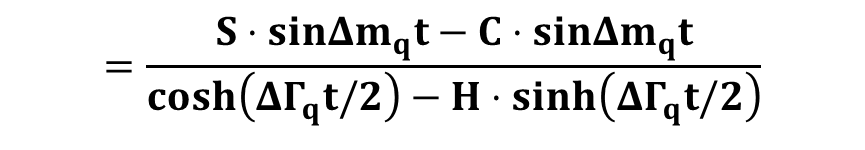 = S · sinΔm_q t − C · sinΔm_q t
cosh(ΔΓ_q t/2) − H · sinh(ΔΓ_q t/2)